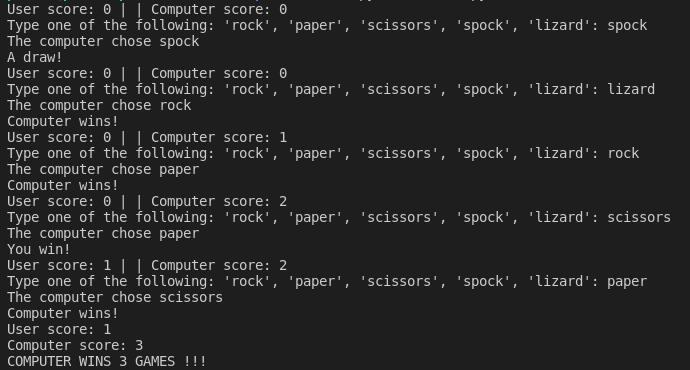 User score: 0 | | Computer score: 0
Type one of the following: 'rock', 'paper', 'scissors', 'spock', 'lizard': spock
The computer chose spock
A draw!
User score: 0 | | Computer score: 0
Type one of the following: 'rock', 'paper', 'scissors', 'spock', 'lizard': lizard
The computer chose rock
Computer wins!
User score: 0 | | Computer score: 1
Type one of the following: 'rock', 'paper', 'scissors', 'spock', 'lizard': rock
The computer chose paper
Computer wins!
User score: 0 | | Computer score: 2
Type one of the following: 'rock', 'paper', 'scissors', 'spock', 'lizard': scissors
The computer chose paper
You win!
User score: 1 | | Computer score: 2
Type one of the following: 'rock', 'paper', 'scissors', 'spock', 'lizard': paper
The computer chose scissors
Computer wins!
User score: 1
Computer score: 3
COMPUTER WINS 3 GAMES !!!